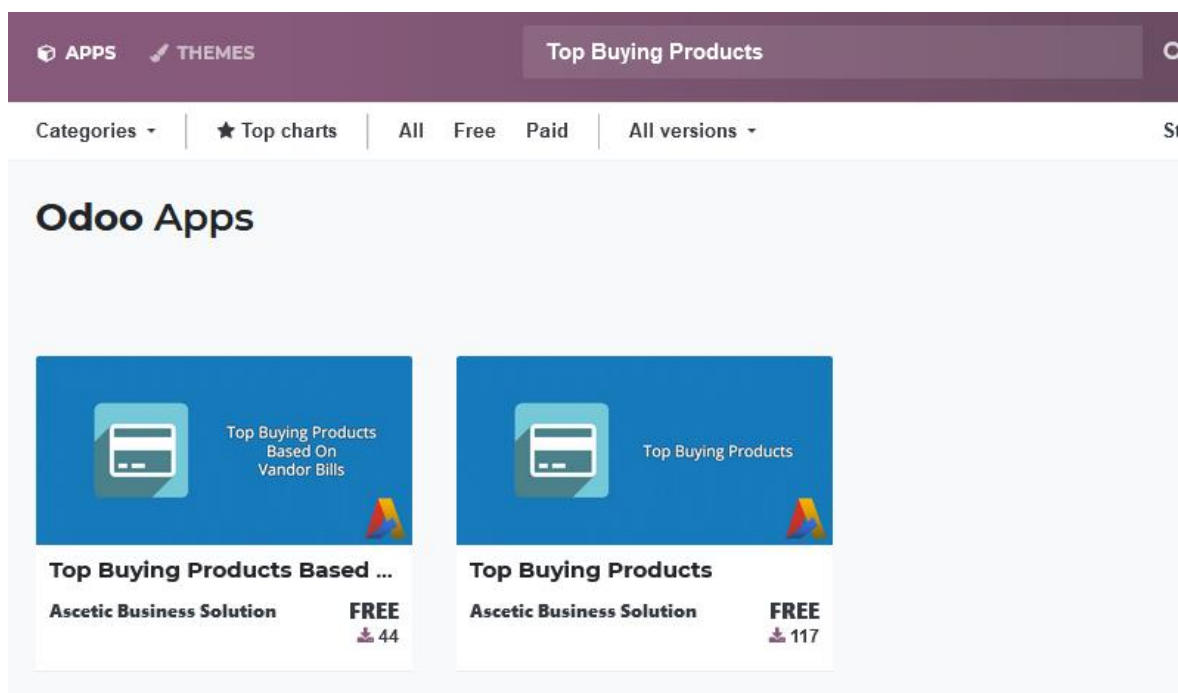 APPS THEMES Top Buying Products
Categories Top charts All Free Paid All versions
Odoo Apps
Top Buying Products
Based On
Vandor Bills
Top Buying Products
Top Buying Products Based ...
Ascetic Business Solution FREE
44
Top Buying Products
Ascetic Business Solution FREE
117